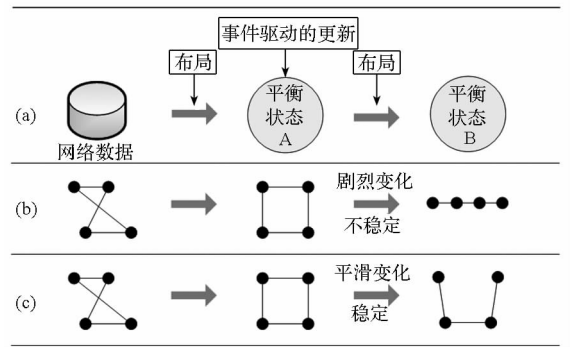 事件驱动的更新
布局
布局
(a)
网络数据
平衡
状态
A
平衡
状态
B
(b)
剧烈变化
不稳定
(c)
平滑变化
稳定